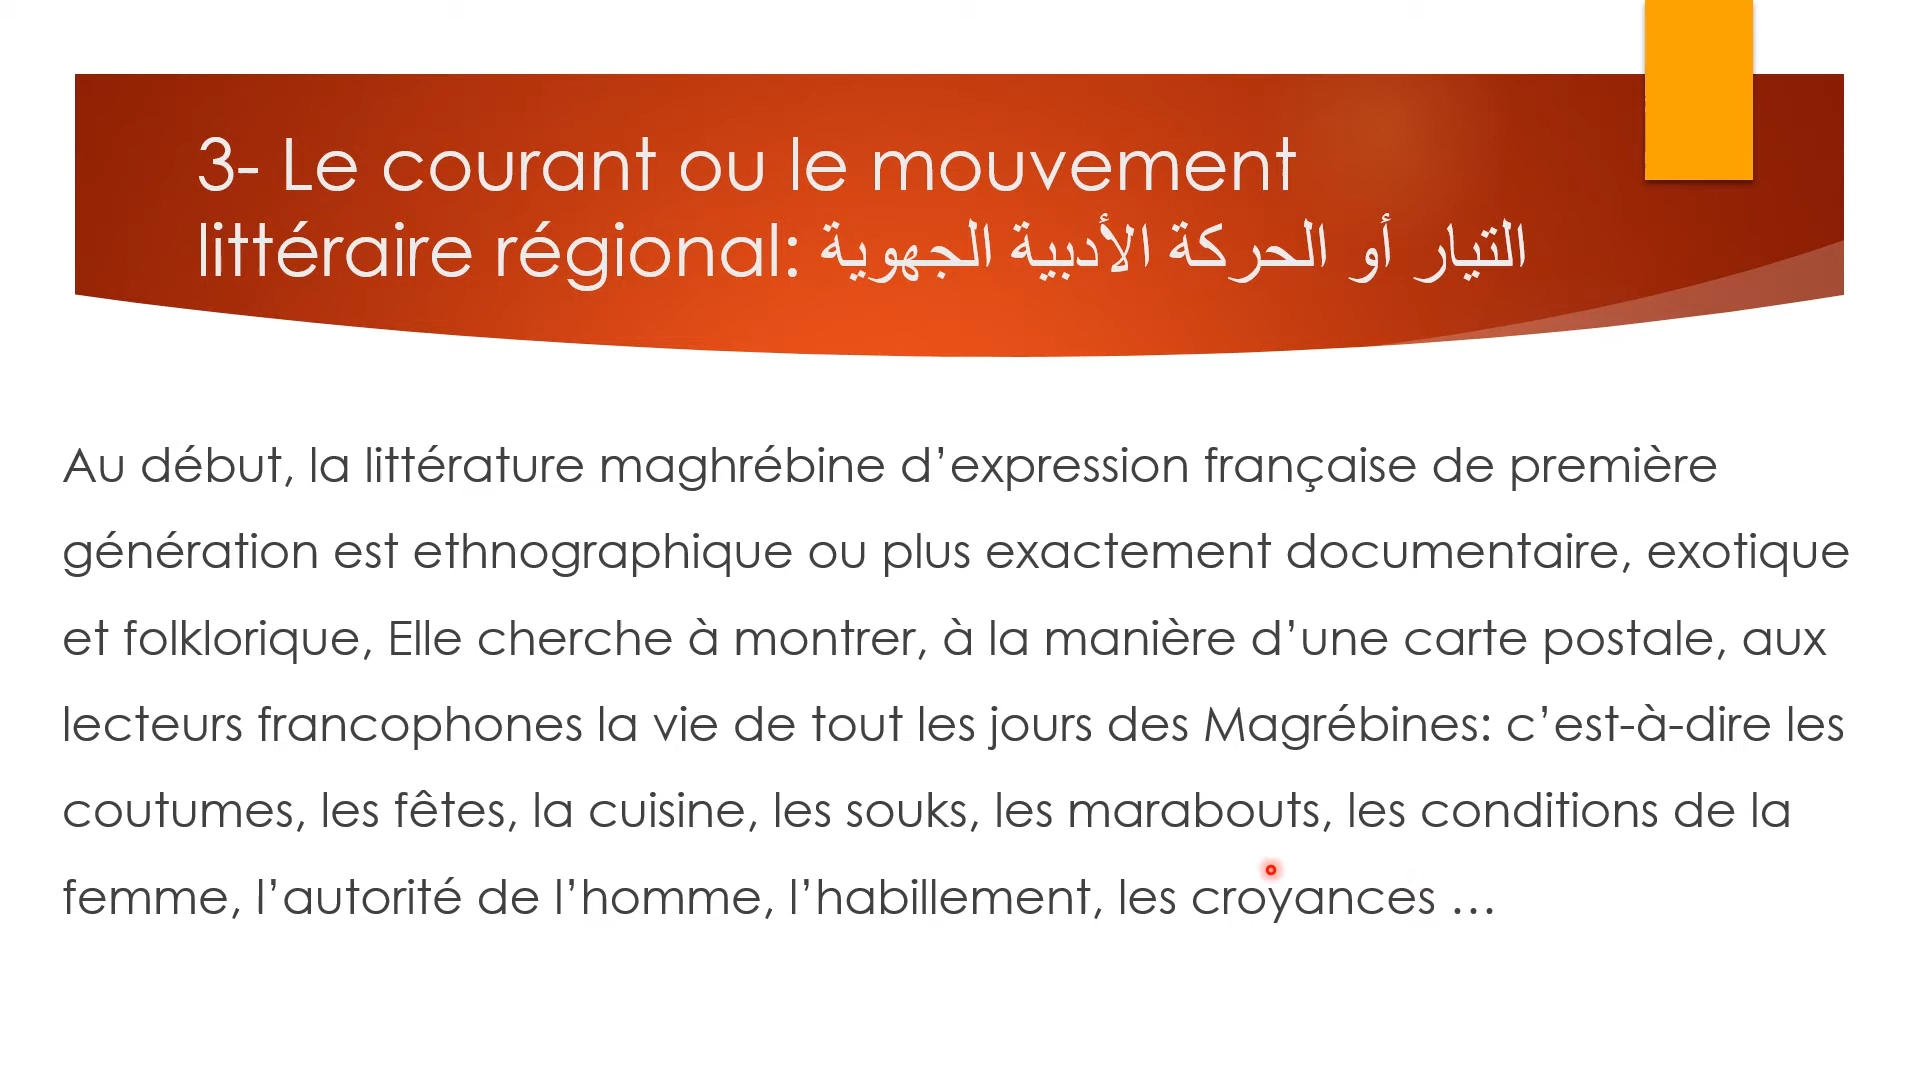 3- Le courant ou le mouvement
littéraire régional: التيار أو الحركة الأدبية الجهوية
Au début, la littérature maghrébine d’expression française de première
génération est ethnographique ou plus exactement documentaire, exotique
et folklorique, Elle cherche à montrer, à la manière d’une carte postale, aux
lecteurs francophones la vie de tout les jours des Magrébines: c’est-à-dire les
coutumes, les fêtes, la cuisine, les souks, les marabouts, les conditions de la
femme, l’autorité de l’homme, l’habillement, les croyances …